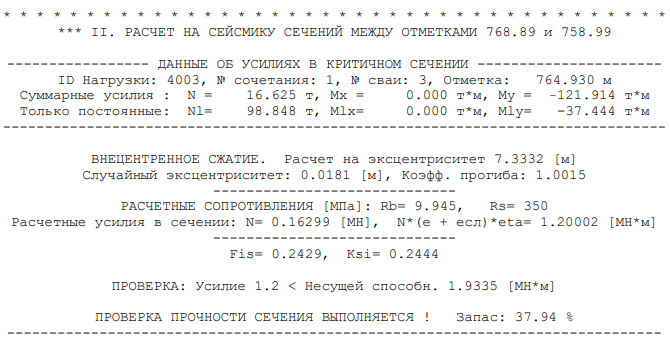 * * * * * * * * * * * * * * * * * * * * * * * * * * * * * * * * * * * * * * * *
*** II. РАСЧЕТ НА СЕЙСМИКУ СЕЧЕНИЙ МЕЖДУ ОТМЕТКАМИ 768.89 и 758.99
----------------- ДАННЫЕ ОБ УСИЛИЯХ В КРИТИЧНОМ СЕЧЕНИИ ----------------------
ID Нагрузки: 4003, № сочетания: 1, № сваи: 3, Отметка: 764.930 м
Суммарные усилия : N = 16.625 т, Mx = 0.000 т*м, My = -121.914 т*м
Только постоянные: Nl= 98.848 т, Mlx= 0.000 т*м, Mly= -37.444 т*м
-------------------------------------------------------------------------------
ВНЕЦЕНТРЕННОЕ СЖАТИЕ. Расчет на эксцентриситет 7.3332 [м]
Случайный эксцентриситет: 0.0181 [м], Коэфф. прогиба: 1.0015
-----------------------------
РАСЧЕТНЫЕ СОПРОТИВЛЕНИЯ [МПа]: Rb= 9.945, Rs= 350
Расчетные усилия в сечении: N= 0.16299 [МН], N*(e + eсл)*eta= 1.20002 [МН*м]
-----------------------------
Fis= 0.2429, Ksi= 0.2444
ПРОВЕРКА: Усилие 1.2 < Несущей способн. 1.9335 [МН*м]
ПРОВЕРКА ПРОЧНОСТИ СЕЧЕНИЯ ВЫПОЛНЯЕТСЯ ! Запас: 37.94 %
-------------------------------------------------------------------------------